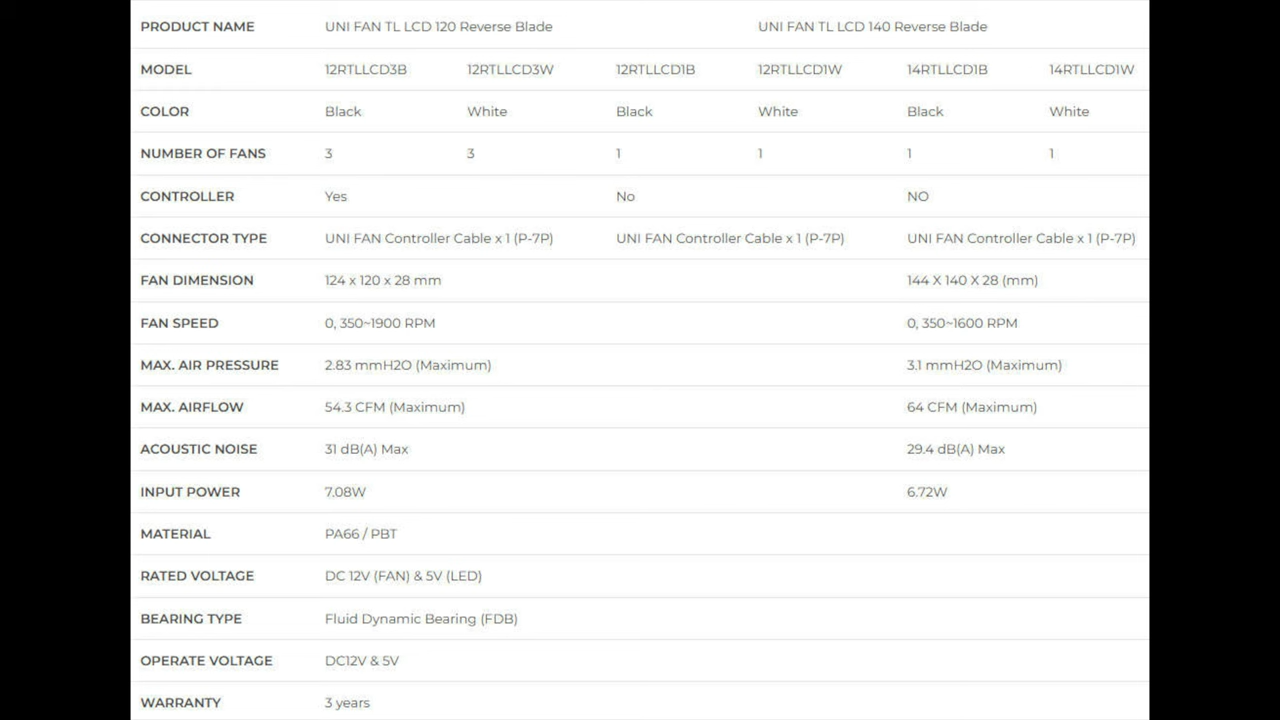 PRODUCT NAME UNI FAN TL LCD 120 Reverse Blade UNI FAN TL LCD 140 Reverse Blade
MODEL 12RTLLCD3B 12RTLLCD3W 12RTLLCD1B 12RTLLCD1W 14RTLLCD1B 14RTLLCD1W
COLOR Black White Black White Black White
NUMBER OF FANS 3 3 1 1 1 1
CONTROLLER Yes No NO
CONNECTOR TYPE UNI FAN Controller Cable x 1 (P-7P) UNI FAN Controller Cable x 1 (P-7P) UNI FAN Controller Cable x 1 (P-7P)
FAN DIMENSION 124 x 120 x 28 mm 144 X 140 X 28 (mm)
FAN SPEED 0, 350~1900 RPM 0, 350~1600 RPM
MAX. AIR PRESSURE 2.83 mmH2O (Maximum) 3.1 mmH2O (Maximum)
MAX. AIRFLOW 54.3 CFM (Maximum) 64 CFM (Maximum)
ACOUSTIC NOISE 31 dB(A) Max 29.4 dB(A) Max
INPUT POWER 7.08W 6.72W
MATERIAL PA66 / PBT
RATED VOLTAGE DC 12V (FAN) & 5V (LED)
BEARING TYPE Fluid Dynamic Bearing (FDB)
OPERATE VOLTAGE DC12V & 5V
WARRANTY 3 years